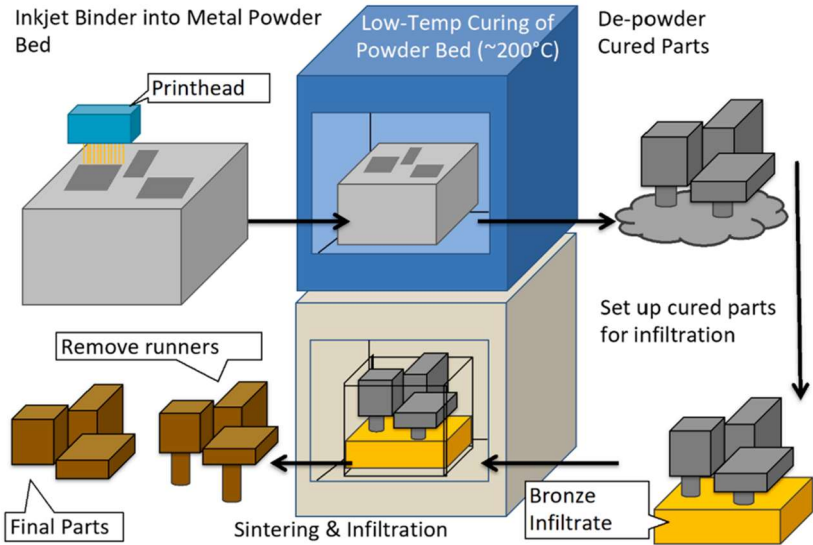 Inkjet Binder into Metal Powder
Bed
Printhead
Low-Temp Curing of
Powder Bed (~200°C)
De-powder
Cured Parts
Set up cured parts
for infiltration
Remove runners
Final Parts
Sintering & Infiltration
Bronze
Infiltrate